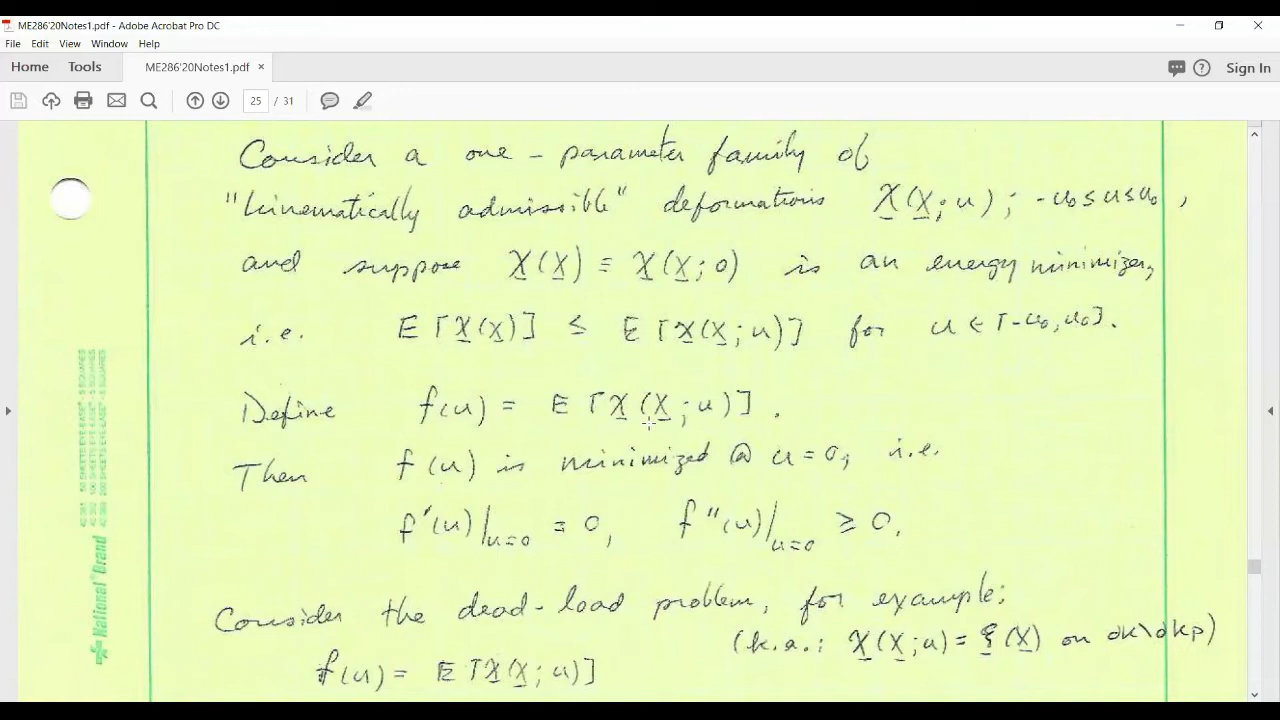 ME286'20Notes1.pdf - Adobe Acrobat Pro DC
File Edit View Window Help
Home Tools ME286'20Notes1.pdf × Sign In
25 / 31
Consider a one-parameter family of
"kinematically admissible" deformations χ(X; u); -u₀ ≤ u ≤ u₀,
and suppose χ(X) ≡ χ(X; 0) is an energy minimizer,
i.e. E[χ(X)] ≤ E[χ(X; u)] for u ∈ [-u₀, u₀].
Define f(u) = E[χ(X; u)].
Then f(u) is minimized @ u=0, i.e.
f'(u)|u=0 = 0, f''(u)|u=0 ≥ 0.
Consider the dead-load problem, for example;
(k.a.: χ(X; u) = ξ(X) on ∂K\∂Kp)
f(u) = E[χ(X; u)]
National® Brand